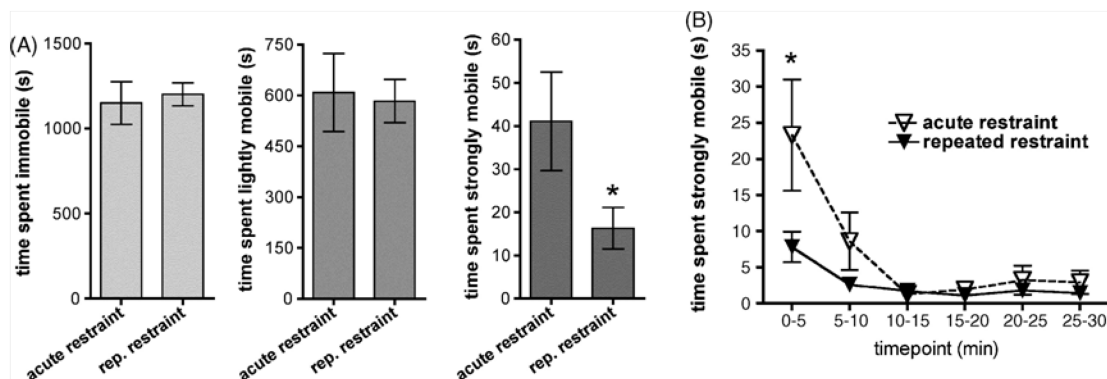 (A)
time spent immobile (s)
1500
1000
500
0
acute restraint
rep. restraint
time spent lightly mobile (s)
750
600
450
300
150
0
acute restraint
rep. restraint
time spent strongly mobile (s)
60
50
40
30
20
10
0
*
acute restraint
rep. restraint
(B)
time spent strongly mobile (s)
35
30
25
20
15
10
5
0
*
acute restraint
repeated restraint
0-5 5-10 10-15 15-20 20-25 25-30
timepoint (min)